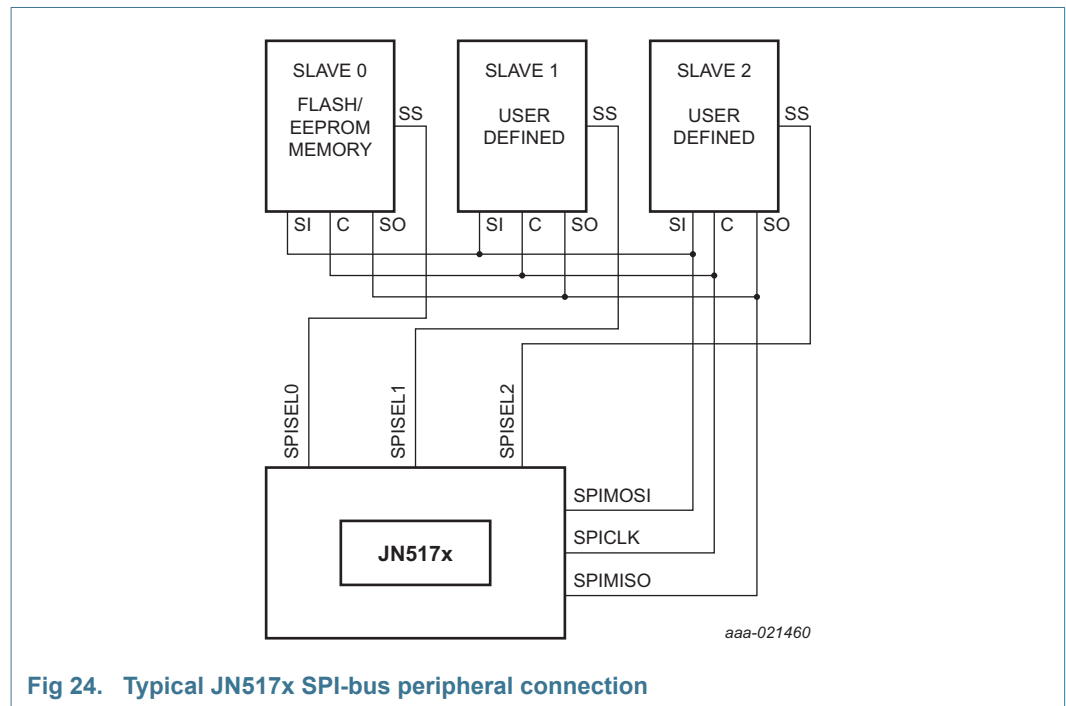 SLAVE 0
FLASH/
EEPROM
MEMORY
SS
SI
C
SO
SLAVE 1
USER
DEFINED
SS
SI
C
SO
SLAVE 2
USER
DEFINED
SS
SI
C
SO
SPISEL0
SPISEL1
SPISEL2
JN517x
SPIMOSI
SPICLK
SPIMISO
aaa-021460
Fig 24. Typical JN517x SPI-bus peripheral connection